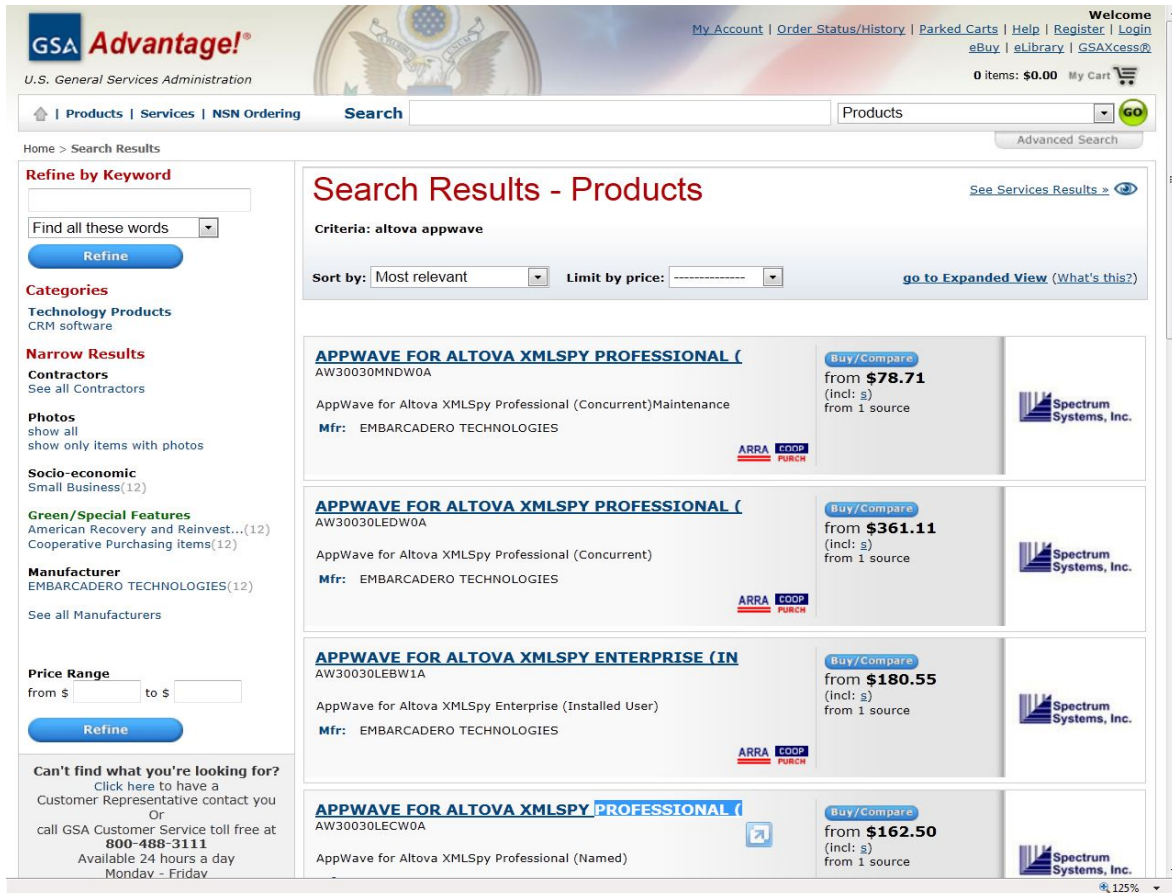 Welcome
My Account | Order Status/History | Parked Carts | Help | Register | Login
eBuy | eLibrary | GSAXcess®
GSA Advantage!®
U.S. General Services Administration
0 items: $0.00 My Cart
| Products | Services | NSN Ordering
Search
Products
GO
Advanced Search
Home > Search Results
Refine by Keyword
Find all these words
Refine
Categories
Technology Products
CRM software
Narrow Results
Contractors
See all Contractors
Photos
show all
show only items with photos
Socio-economic
Small Business(12)
Green/Special Features
American Recovery and Reinvest...(12)
Cooperative Purchasing items(12)
Manufacturer
EMBARCADERO TECHNOLOGIES(12)
See all Manufacturers
Price Range
from $ to $
Refine
Can't find what you're looking for?
Click here to have a
Customer Representative contact you
Or
call GSA Customer Service toll free at
800-488-3111
Available 24 hours a day
Monday - Friday
Search Results - Products
See Services Results »
Criteria: altova appwave
Sort by: Most relevant
Limit by price: -------------
go to Expanded View (What's this?)
APPWAVE FOR ALTOVA XMLSPY PROFESSIONAL (
AW30030MNDW0A
AppWave for Altova XMLSpy Professional (Concurrent)Maintenance
Mfr: EMBARCADERO TECHNOLOGIES
ARRA COOP PURCH
Buy/Compare
from $78.71
(incl: s)
from 1 source
Spectrum
Systems, Inc.
APPWAVE FOR ALTOVA XMLSPY PROFESSIONAL (
AW30030LEDW0A
AppWave for Altova XMLSpy Professional (Concurrent)
Mfr: EMBARCADERO TECHNOLOGIES
ARRA COOP PURCH
Buy/Compare
from $361.11
(incl: s)
from 1 source
Spectrum
Systems, Inc.
APPWAVE FOR ALTOVA XMLSPY ENTERPRISE (IN
AW30030LEBW1A
AppWave for Altova XMLSpy Enterprise (Installed User)
Mfr: EMBARCADERO TECHNOLOGIES
ARRA COOP PURCH
Buy/Compare
from $180.55
(incl: s)
from 1 source
Spectrum
Systems, Inc.
APPWAVE FOR ALTOVA XMLSPY PROFESSIONAL (
AW30030LECW0A
AppWave for Altova XMLSpy Professional (Named)
Buy/Compare
from $162.50
(incl: s)
from 1 source
Spectrum
Systems, Inc.
125%